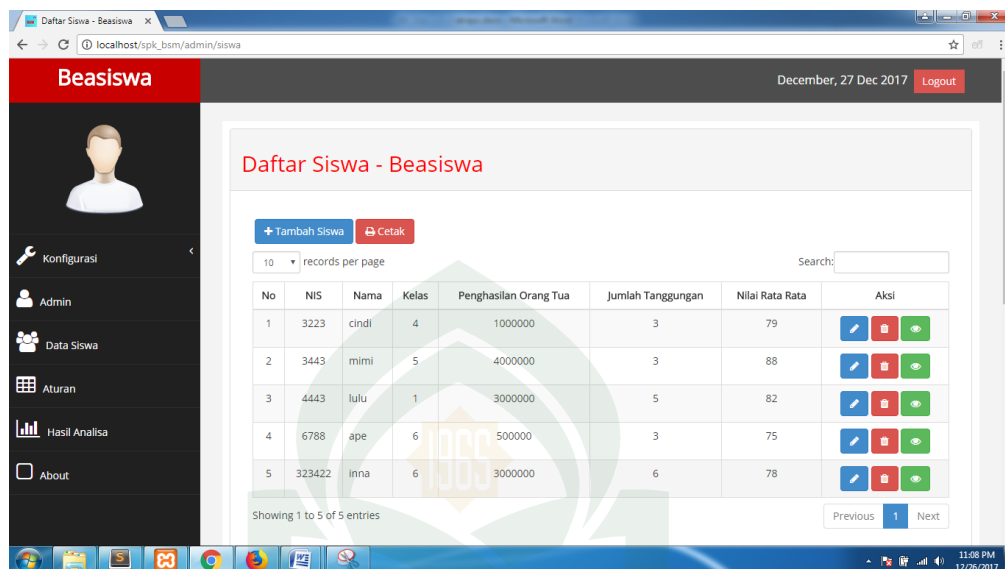 Daftar Siswa - Beasiswa
localhost/spk_bsm/admin/siswa
Beasiswa
December, 27 Dec 2017 Logout
Daftar Siswa - Beasiswa
Tambah Siswa Cetak
10 records per page Search:
Konfigurasi
Admin
Data Siswa
Aturan
Hasil Analisa
About
No NIS Nama Kelas Penghasilan Orang Tua Jumlah Tanggungan Nilai Rata Rata Aksi
1 3223 cindi 4 1000000 3 79
2 3443 mimi 5 4000000 3 88
3 4443 lulu 1 3000000 5 82
4 6788 ape 6 500000 3 75
5 323422 inna 6 3000000 6 78
1965
Showing 1 to 5 of 5 entries
Previous 1 Next
11:08 PM
12/26/2017